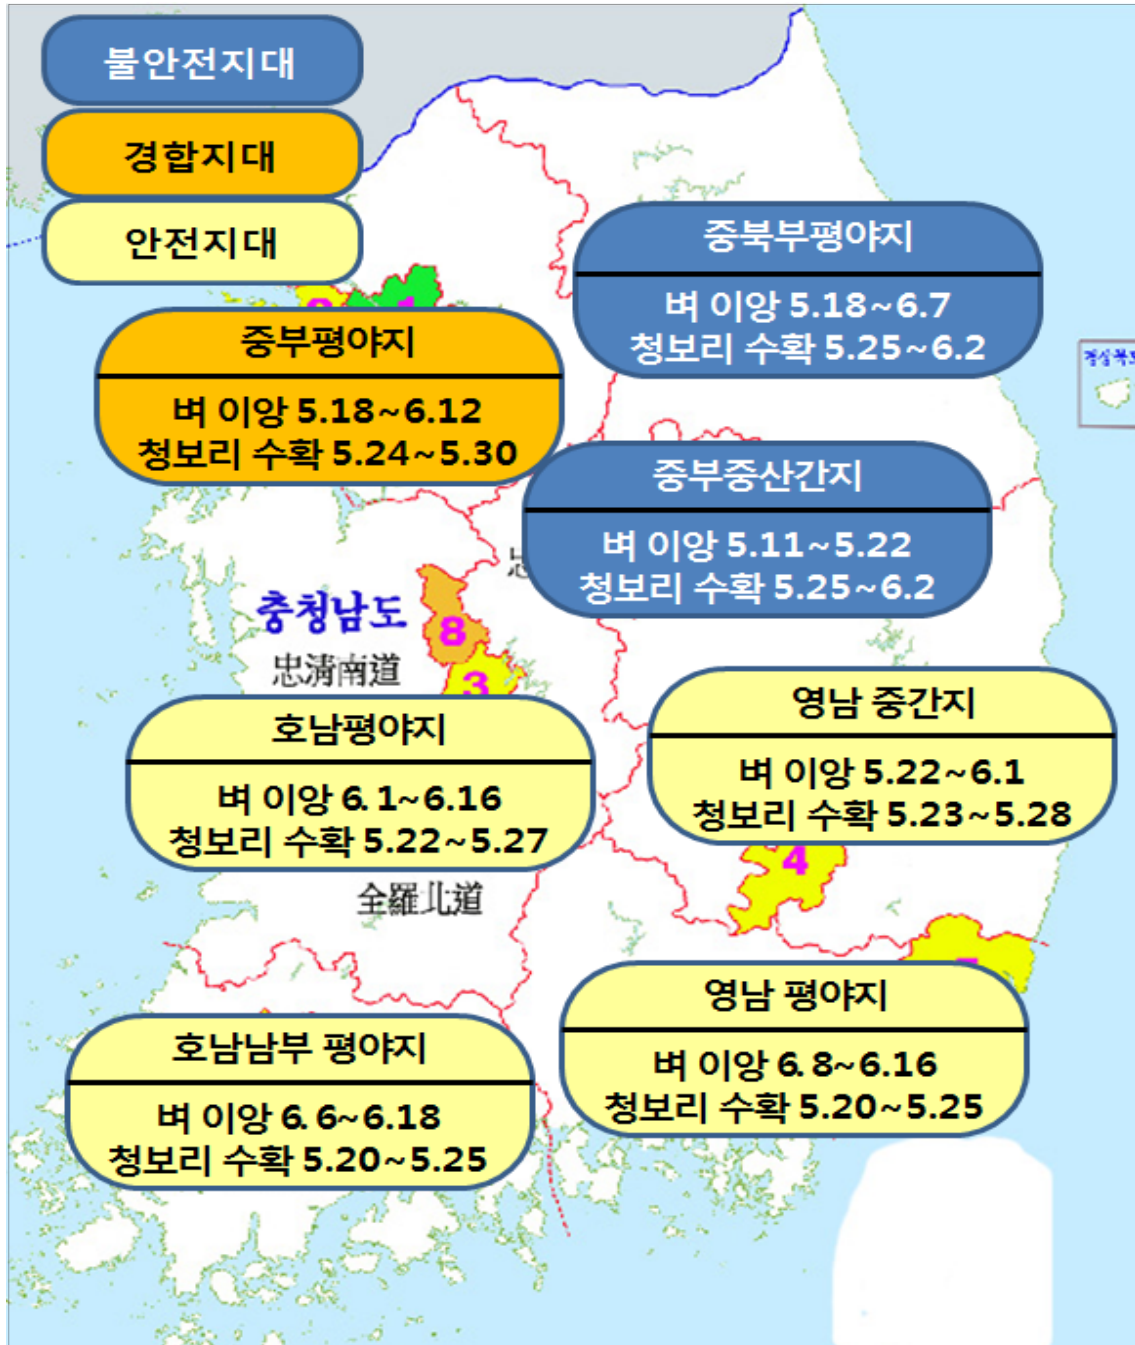 불안전지대
경합지대
안전지대
중북부평야지
벼 이앙 5.18~6.7
청보리 수확 5.25~6.2
1
중부평야지
벼 이앙 5.18~6.12
청보리 수확 5.24~5.30
경상북도
중부중산간지
벼 이앙 5.11~5.22
청보리 수확 5.25~6.2
忠
충청남도
8
忠淸南道
3
호남평야지
벼 이앙 6.1~6.16
청보리 수확 5.22~5.27
영남 중간지
벼 이앙 5.22~6.1
청보리 수확 5.23~5.28
4
全羅北道
영남 평야지
벼 이앙 6.8~6.16
청보리 수확 5.20~5.25
호남남부 평야지
벼 이앙 6.6~6.18
청보리 수확 5.20~5.25